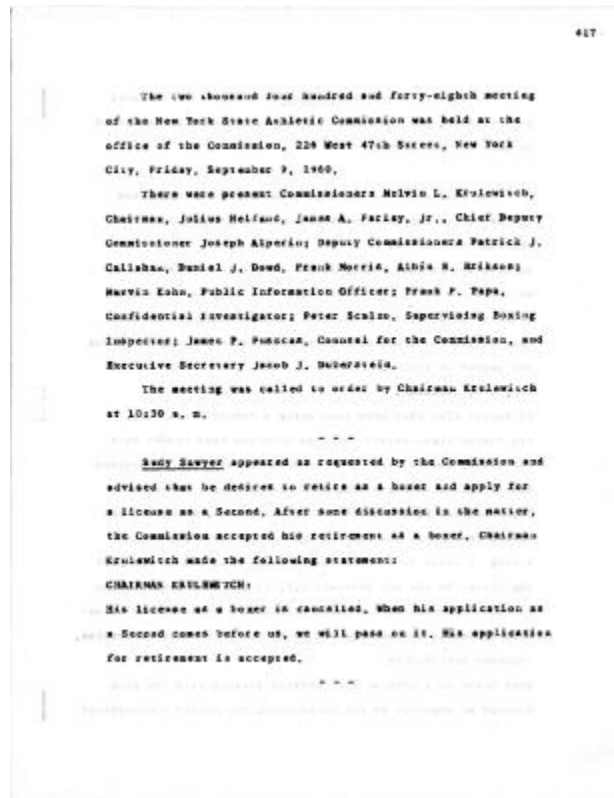 417
The two thousand four hundred and forty-eighth meeting
of the New York State Athletic Commission was held at the
office of the Commission, 226 West 47th Street, New York
City, Friday, September 9, 1960.
There were present Commissioners Melvin L. Krulewitch,
Chairman, Julius Helfand, James A. Farley, Jr., Chief Deputy
Commissioner Joseph Alperin; Deputy Commissioners Patrick J.
Callahan, Daniel J. Dowd, Frank Morris, Albin R. Erikson;
Marvin Kohn, Public Information Officer; Frank P. Papa,
Confidential Investigator; Peter Scalzo, Supervising Boxing
Inspector; James P. Counsel for the Commission, and
Executive Secretary Jacob J. Duberstein.
The meeting was called to order by Chairman Krulewitch
at 10:30 a. m.
- - -
Rudy Sawyer appeared as requested by the Commission and
advised that he desires to retire as a boxer and apply for
a license as a Second. After some discussion in the matter,
the Commission accepted his retirement as a boxer. Chairman
Krulewitch made the following statement:
CHAIRMAN KRULEWITCH:
His license as a boxer is cancelled. When his application as
a Second comes before us, we will pass on it. His application
for retirement is accepted.
- - -